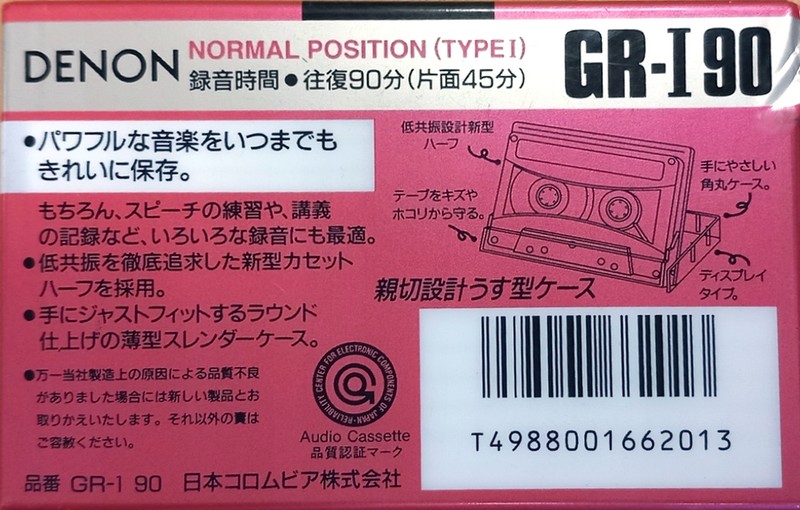 DENON
NORMAL POSITION (TYPE I)
録音時間●往復90分(片面45分)
GR-I 90
●パワフルな音楽をいつまでも
きれいに保存。
もちろん、スピーチの練習や、講義
の記録など、いろいろな録音にも最適。
●低共振を徹底追求した新型カセット
ハーフを採用。
●手にジャストフィットするラウンド
仕上げの薄型スレンダーケース。
●万一当社製造上の原因による品質不良
がありました場合には新しい製品とお
取りかえいたします。それ以外の責は
ご容赦ください。
低共振設計新型
ハーフ
手にやさしい
角丸ケース。
テープをキズや
ホコリから守る。
ディスプレイ
タイプ。
親切設計うす型ケース
RELIABILITY CENTER FOR ELECTRONIC COMPONENTS OF JAPAN
Audio Cassette
品質認証マーク
T4988001662013
品番 GR-I 90 日本コロムビア株式会社